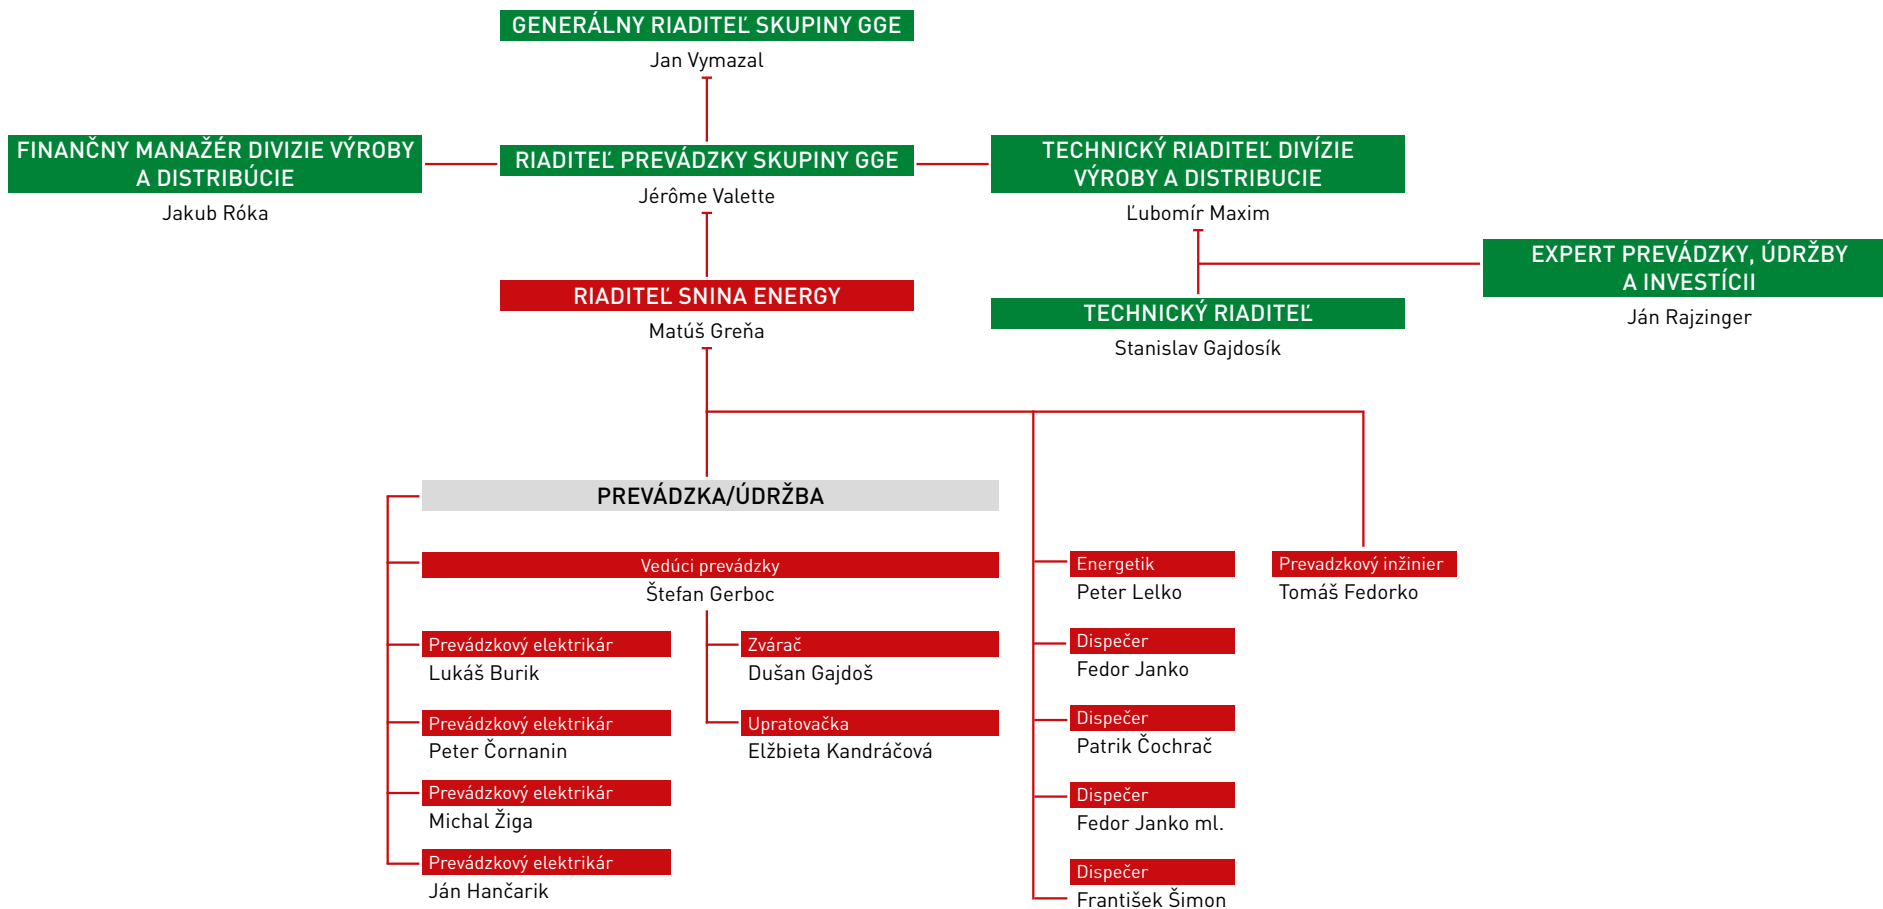 GENERÁLNY RIADITEĽ SKUPINY GGE
Jan Vymazal
FINANČNY MANAŽÉR DIVIZIE VÝROBY
A DISTRIBÚCIE
Jakub Róka
RIADITEĽ PREVÁDZKY SKUPINY GGE
Jérôme Valette
TECHNICKÝ RIADITEĽ DIVÍZIE
VÝROBY A DISTRIBUCIE
Ľubomír Maxim
EXPERT PREVÁDZKY, ÚDRŽBY
A INVESTÍCII
Ján Rajzinger
RIADITEĽ SNINA ENERGY
Matúš Greňa
TECHNICKÝ RIADITEĽ
Stanislav Gajdosík
PREVÁDZKA/ÚDRŽBA
Vedúci prevádzky
Štefan Gerboc
Prevádzkový elektrikár
Lukáš Burik
Prevádzkový elektrikár
Peter Čornanin
Prevádzkový elektrikár
Michal Žiga
Prevádzkový elektrikár
Ján Hančarik
Zvárač
Dušan Gajdoš
Upratovačka
Elžbieta Kandráčová
Energetik
Peter Lelko
Dispečer
Fedor Janko
Dispečer
Patrik Čochrač
Dispečer
Fedor Janko ml.
Dispečer
František Šimon
Prevadzkový inžinier
Tomáš Fedorko